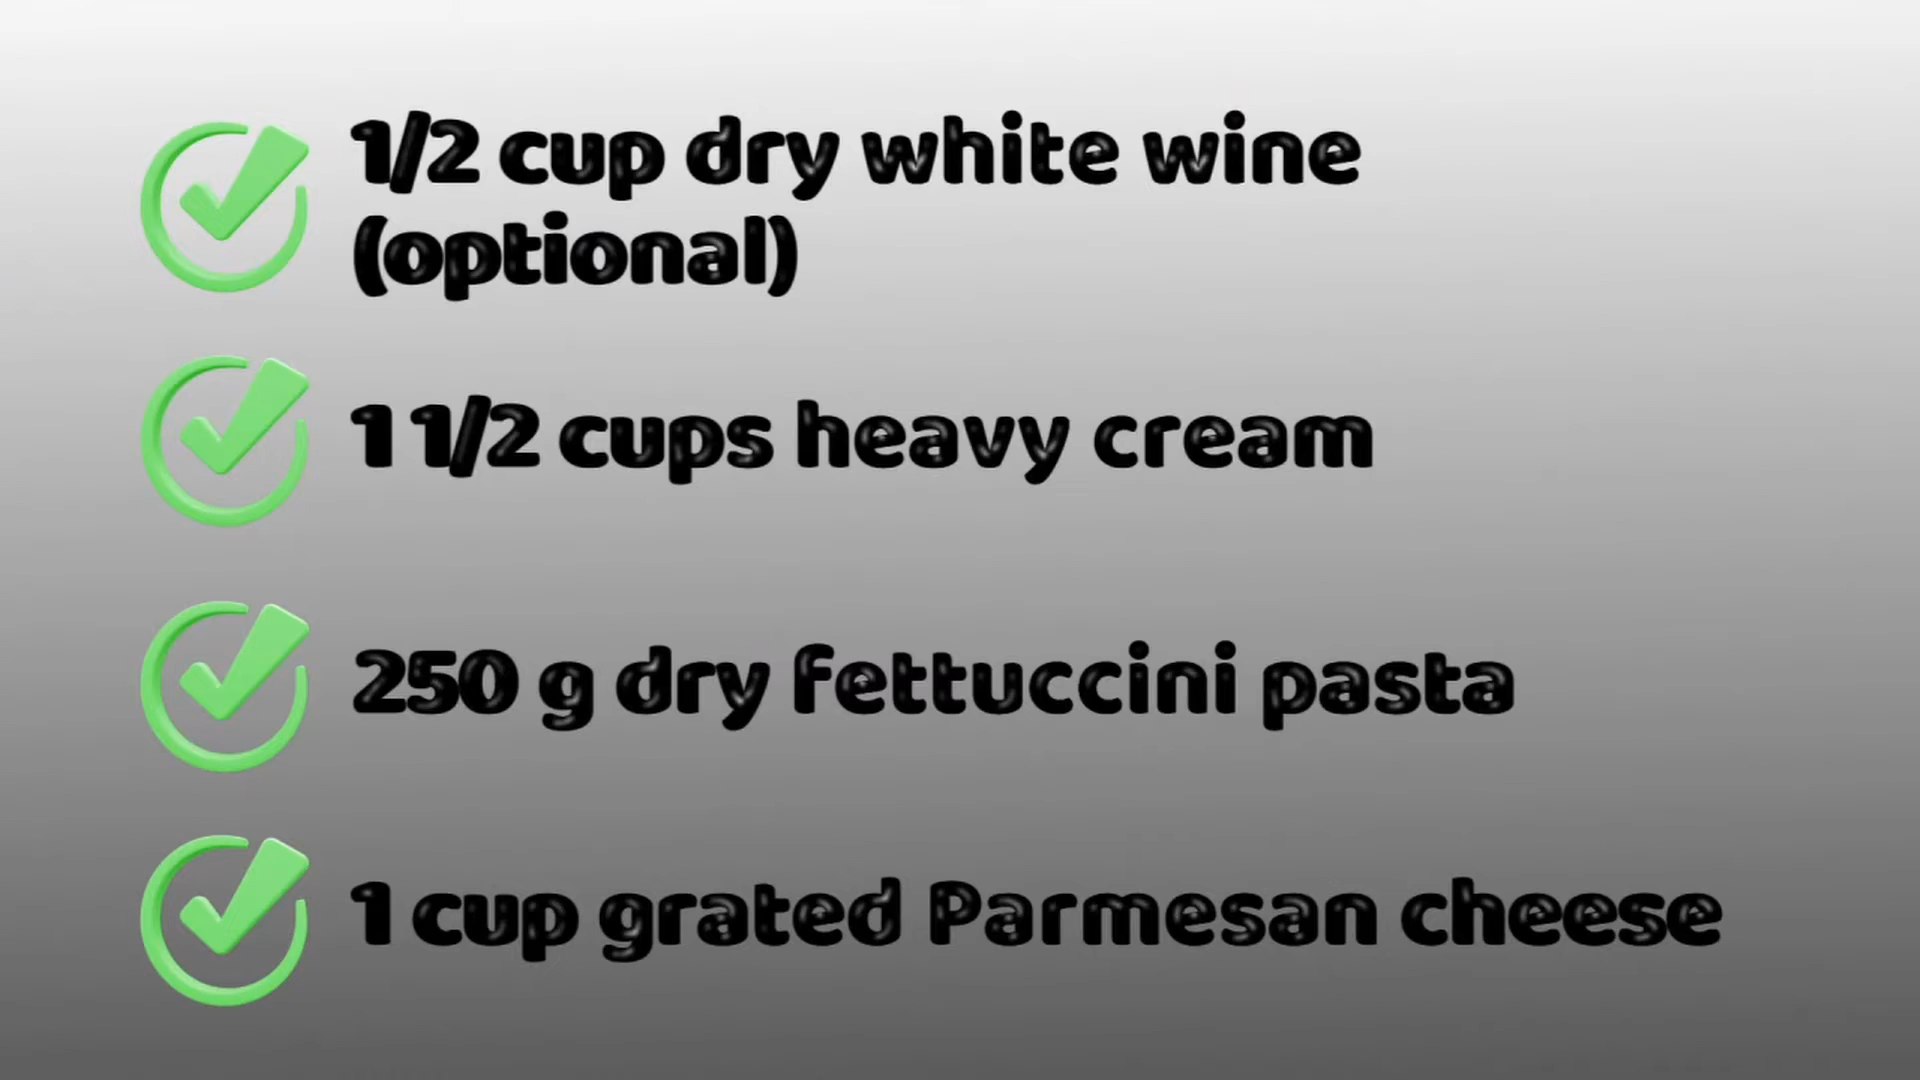 1/2 cup dry white wine
(optional)
1 1/2 cups heavy cream
250 g dry fettuccini pasta
1 cup grated Parmesan cheese